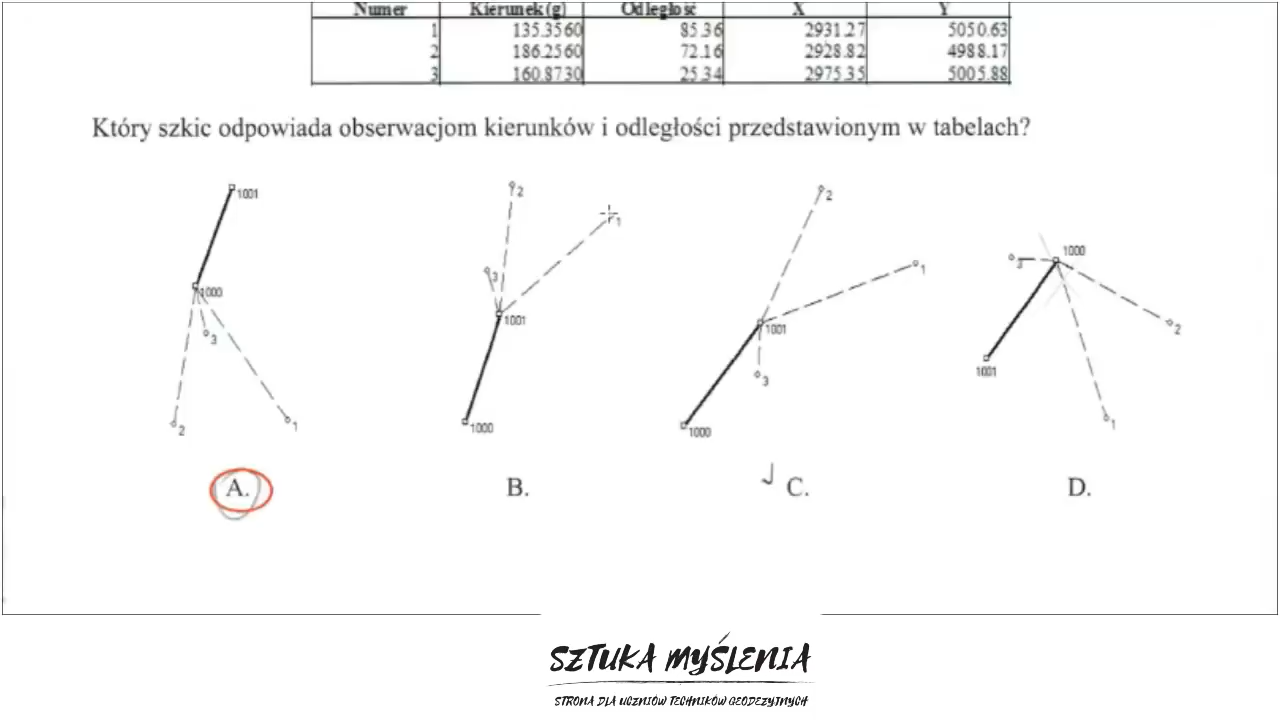 Numer Kierunek (g) Odległość X Y
1 135.3560 85.36 2931.27 5050.63
2 186.2560 72.16 2928.82 4988.17
3 160.8730 25.34 2975.35 5005.88
Który szkic odpowiada obserwacjom kierunków i odległości przedstawionym w tabelach?
1001
1000
3
2
1
2
1
3
1001
1000
2
1
1001
3
1000
1000
3
2
1001
1
A.
B.
C.
D.
SZTUKA MYŚLENIA
STRONA DLA UCZNIÓW TECHNIKÓW GEODEZYJNYCH